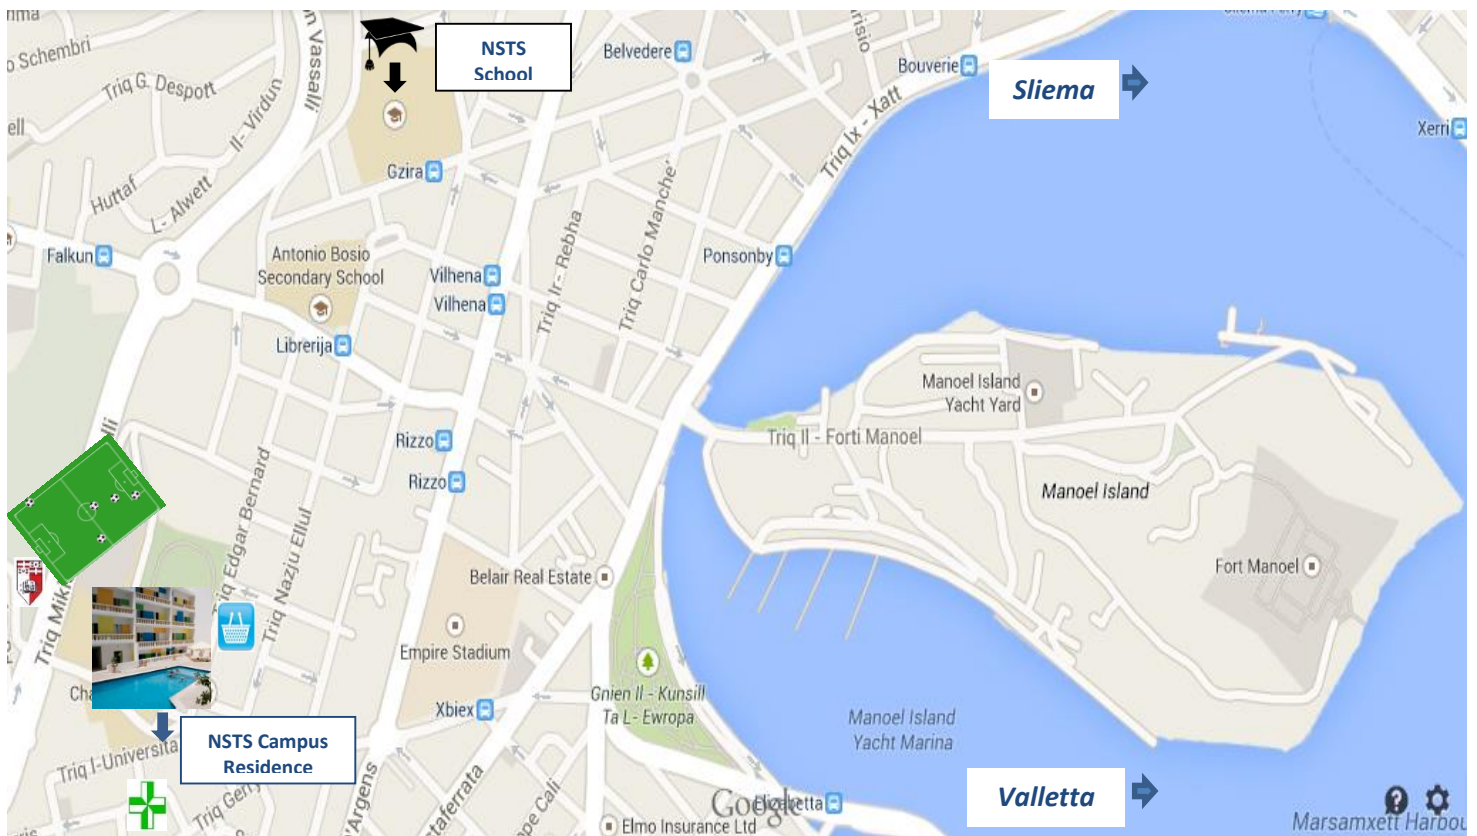 NSTS
School
Belvedere
Bouverie
Sliema
Xerri
Schembri
Triq G. Despott
Il- Virdun
Vassalli
Huttaf
L- Alwett
Gzira
Triq Ix - Xatt
Falkun
Antonio Bosio
Secondary School
Vilhena
Vilhena
Triq Ir- Rebha
Triq Carlo Manche'
Ponsonby
Librerija
Manoel Island
Yacht Yard
Triq Il - Forti Manoel
Manoel Island
Rizzo
Rizzo
Edgar Bernard
Triq Nazju Ellul
Belair Real Estate
Fort Manoel
Empire Stadium
Gnien Il - Kunsill
Ta L- Ewropa
Xbiex
Manoel Island
Yacht Marina
NSTS Campus
Residence
Triq
Triq
Valletta
Google
Elmo Insurance Ltd
Marsamxett